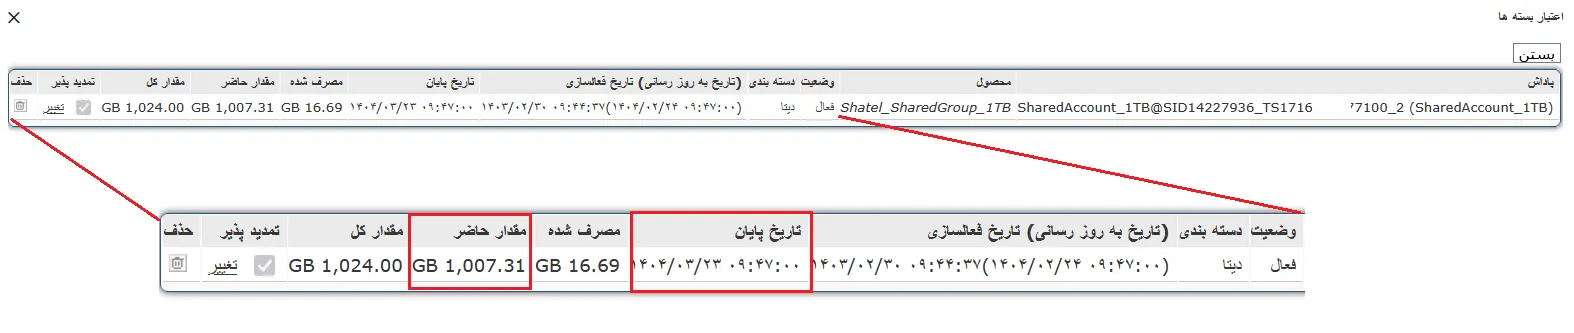 اعتبار بسته ها
بستن
پاداش محصول وضعیت دسته بندی (تاریخ به روز رسانی) تاریخ فعالسازی تاریخ پایان مصرف شده مقدار حاضر مقدار کل تمدید پذیر حذف
SharedAccount_1TB@SID14227936_TS1716 77100_2 (SharedAccount_1TB) Shatel_SharedGroup_1TB فعال دیتا (۱۴۰۴/۰۲/۲۴ ۰۹:۴۷:۰۰)۱۴۰۳/۰۲/۳۰ ۰۹:۴۴:۳۷ ۱۴۰۴/۰۳/۲۳ ۰۹:۴۷:۰۰ GB 16.69 GB 1,007.31 GB 1,024.00 تغییر
وضعیت دسته بندی (تاریخ به روز رسانی) تاریخ فعالسازی تاریخ پایان مصرف شده مقدار حاضر مقدار کل تمدید پذیر حذف
فعال دیتا (۱۴۰۴/۰۲/۲۴ ۰۹:۴۷:۰۰)۱۴۰۳/۰۲/۳۰ ۰۹:۴۴:۳۷ ۱۴۰۴/۰۳/۲۳ ۰۹:۴۷:۰۰ GB 16.69 GB 1,007.31 GB 1,024.00 تغییر